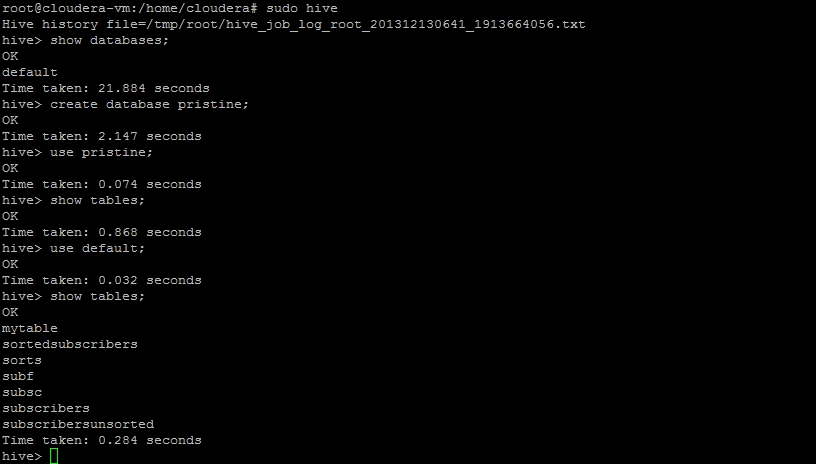 root@cloudera-vm:/home/cloudera# sudo hive
Hive history file=/tmp/root/hive_job_log_root_201312130641_1913664056.txt
hive> show databases;
OK
default
Time taken: 21.884 seconds
hive> create database pristine;
OK
Time taken: 2.147 seconds
hive> use pristine;
OK
Time taken: 0.074 seconds
hive> show tables;
OK
Time taken: 0.868 seconds
hive> use default;
OK
Time taken: 0.032 seconds
hive> show tables;
OK
mytable
sortedsubscribers
sorts
subf
subsc
subscribers
subscribersunsorted
Time taken: 0.284 seconds
hive>